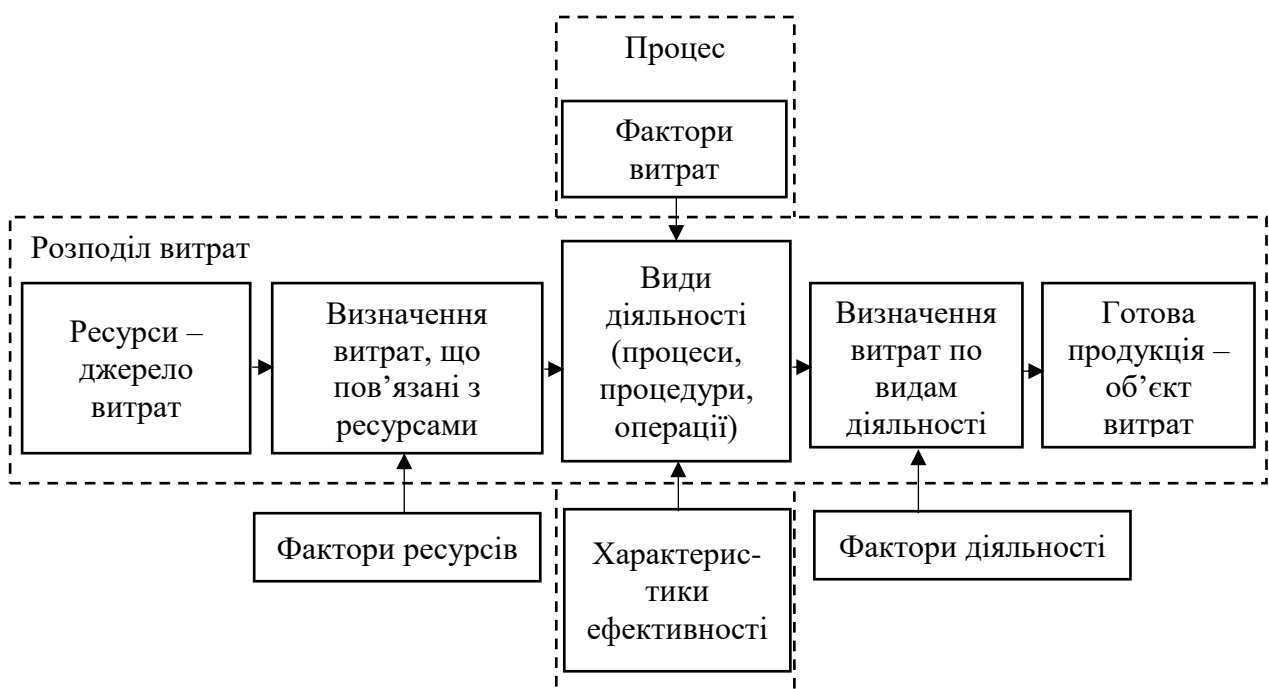 Процес
Фактори
витрат
Розподіл витрат
Ресурси –
джерело
витрат
Визначення
витрат, що
пов’язані з
ресурсами
Види
діяльності
(процеси,
процедури,
операції)
Визначення
витрат по
видам
діяльності
Готова
продукція –
об’єкт
витрат
Фактори ресурсів
Характерис-
тики
ефективності
Фактори діяльності